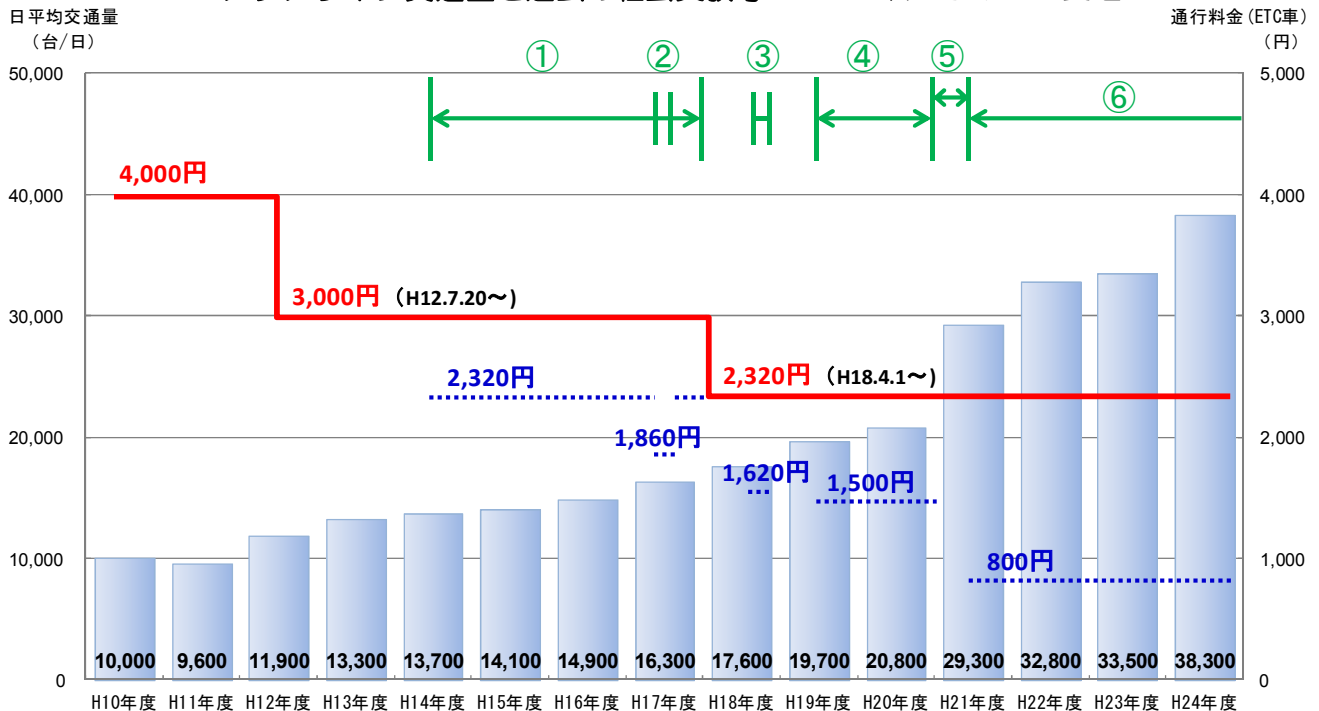 日平均交通量
(台/日)
通行料金(ETC車)
(円)
① ② ③ ④ ⑤ ⑥
50,000
40,000
30,000
20,000
10,000
0
5,000
4,000
3,000
2,000
1,000
0
4,000円
3,000円 (H12.7.20～)
2,320円
2,320円 (H18.4.1～)
1,860円
1,620円
1,500円
800円
10,000 9,600 11,900 13,300 13,700 14,100 14,900 16,300 17,600 19,700 20,800 29,300 32,800 33,500 38,300
H10年度 H11年度 H12年度 H13年度 H14年度 H15年度 H16年度 H17年度 H18年度 H19年度 H20年度 H21年度 H22年度 H23年度 H24年度